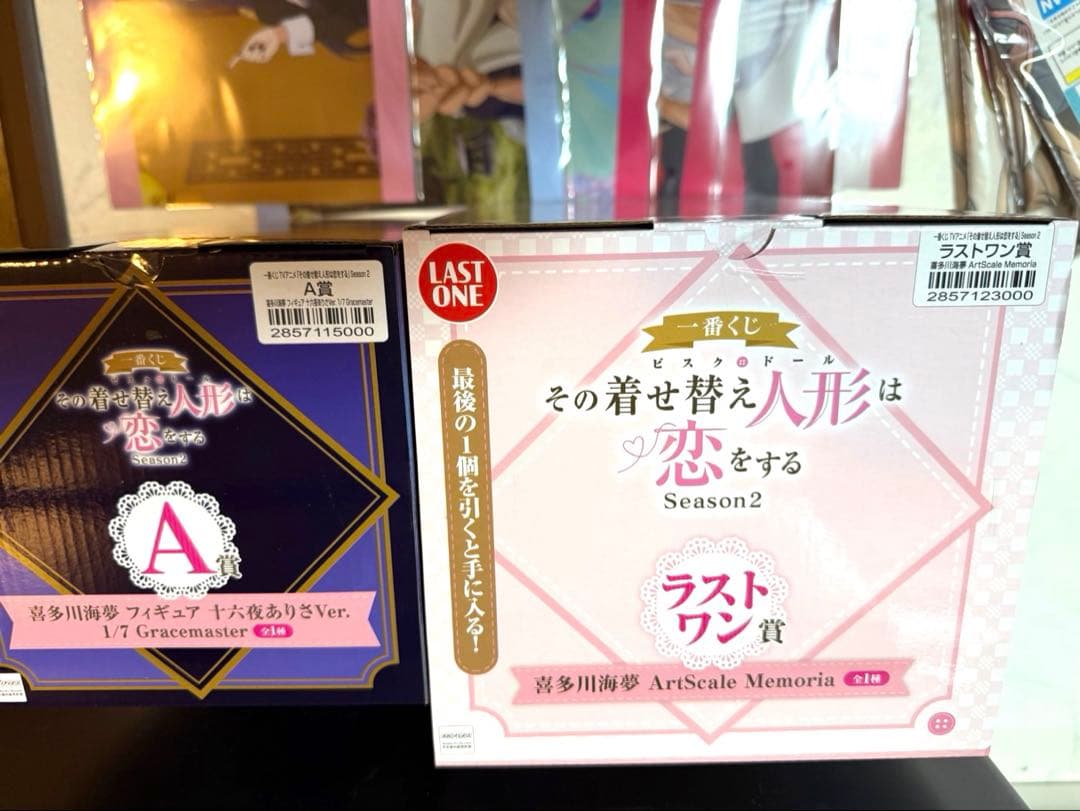 一番くじ TVアニメ「その着せ替え人形は恋をする」Season 2
A賞
喜多川海夢 フィギュア 十六夜ありさVer. 1/7 Gracemaster
2857115000
一番くじ
その着せ替え人形は
恋をする
Season2
A賞
喜多川海夢 フィギュア 十六夜ありさVer.
1/7 Gracemaster 全1種
LAST
ONE
最後の1個を引くと手に入る!
一番くじ TVアニメ「その着せ替え人形は恋をする」Season 2
ラストワン賞
喜多川海夢 ArtScale Memoria
2857123000
一番くじ
ビスク・ドール
その着せ替え人形は
恋をする
Season2
ラスト
ワン賞
喜多川海夢 ArtScale Memoria 全1種